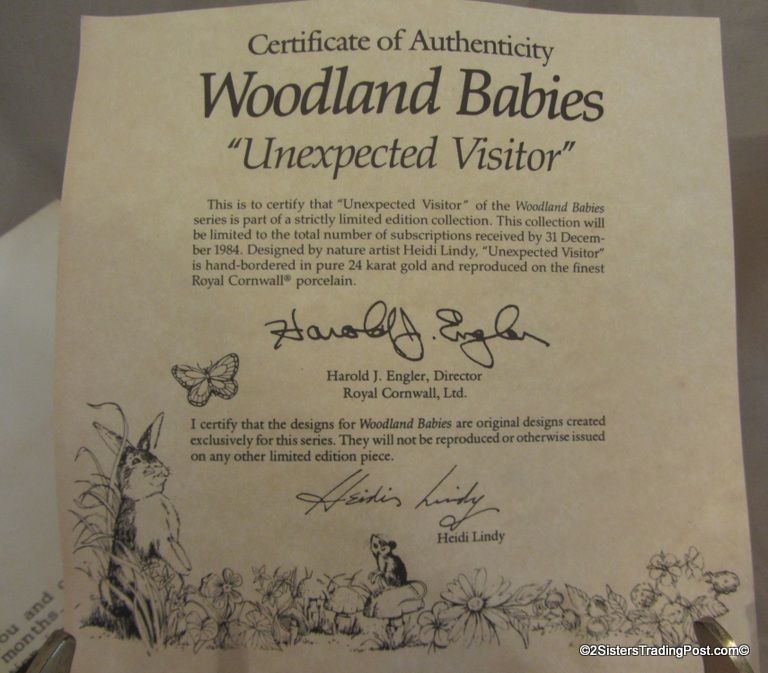 Certificate of Authenticity
Woodland Babies
“Unexpected Visitor”
This is to certify that “Unexpected Visitor” of the Woodland Babies
series is part of a strictly limited edition collection. This collection will
be limited to the total number of subscriptions received by 31 Decem-
ber 1984. Designed by nature artist Heidi Lindy, “Unexpected Visitor”
is hand-bordered in pure 24 karat gold and reproduced on the finest
Royal Cornwall® porcelain.
Harold J. Engler
Harold J. Engler, Director
Royal Cornwall, Ltd.
I certify that the designs for Woodland Babies are original designs created
exclusively for this series. They will not be reproduced or otherwise issued
on any other limited edition piece.
Heidi Lindy
Heidi Lindy
ou and
months.
©2SistersTradingPost.com©